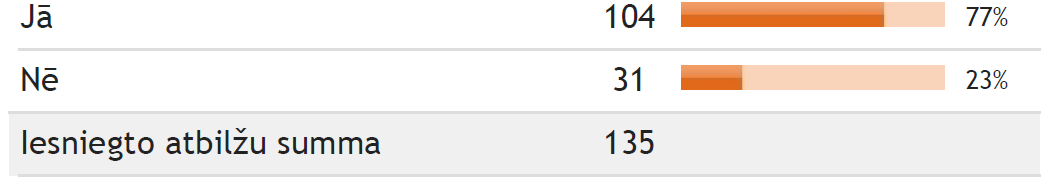 Jā 104 77%
Nē 31 23%
Iesniegto atbilžu summa 135